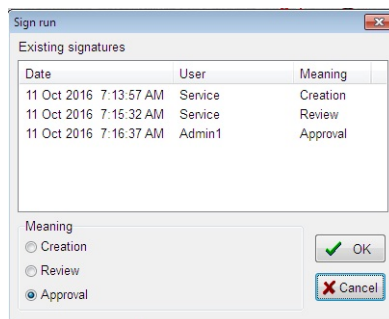 Sign run
Existing signatures
Date User Meaning
11 Oct 2016 7:13:57 AM Service Creation
11 Oct 2016 7:15:32 AM Service Review
11 Oct 2016 7:16:37 AM Admin1 Approval
Meaning
Creation
Review
Approval
OK
Cancel